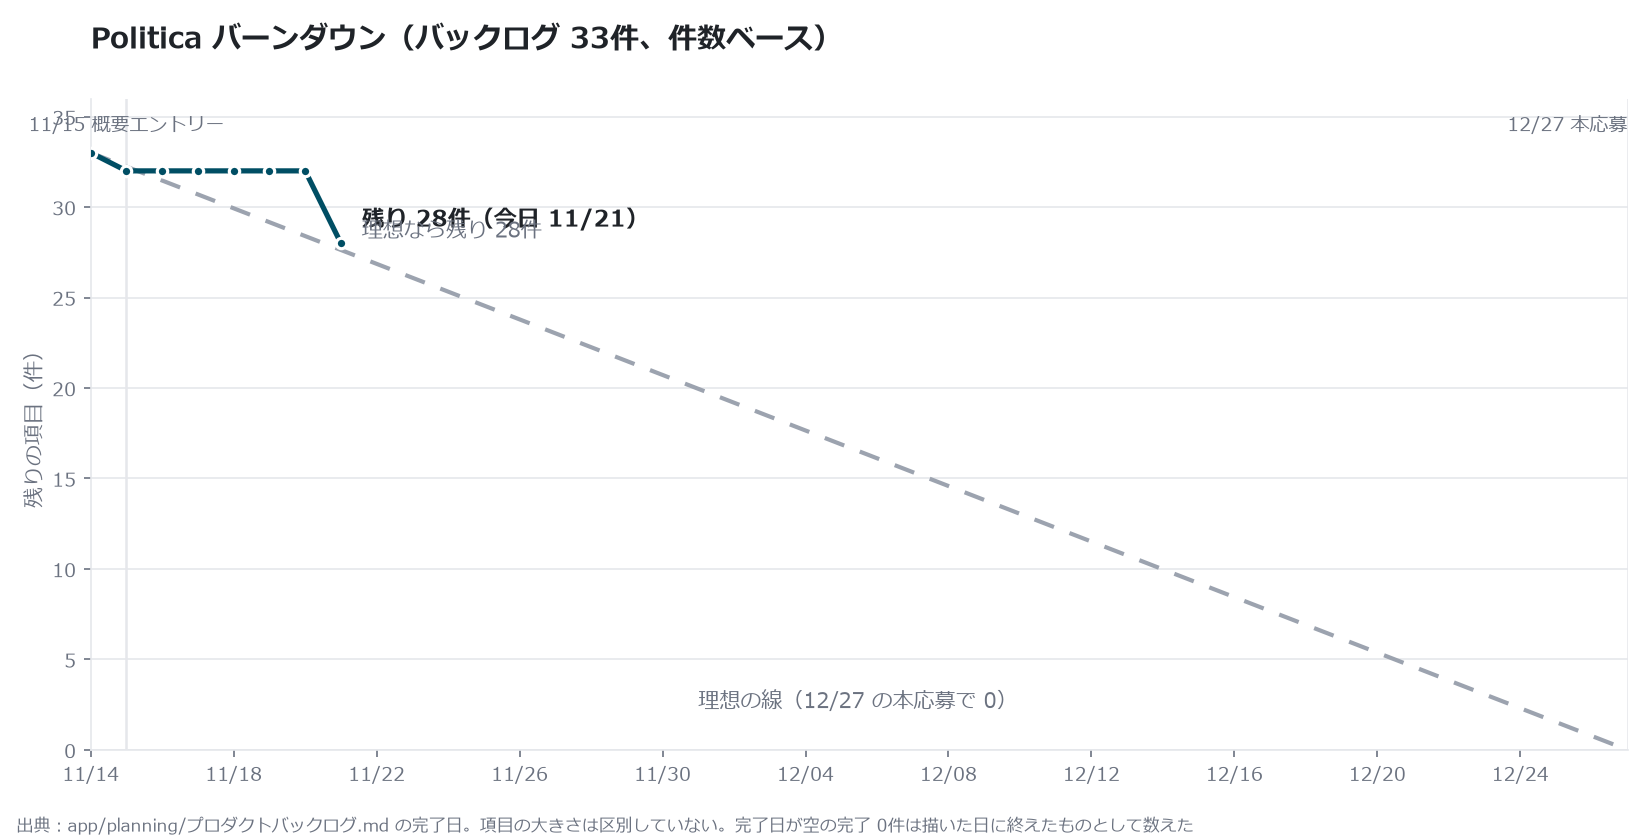 Politica バーンダウン（バックログ 33件、件数ベース）
35
11/15 概要エントリー
12/27 本応募
30
残り 28件（今日 11/21）
理想なら残り 28件
25
20
残りの項目（件）
15
10
5
理想の線（12/27 の本応募で 0）
0
11/14 11/18 11/22 11/26 11/30 12/04 12/08 12/12 12/16 12/20 12/24
出典：app/planning/プロダクトバックログ.md の完了日。項目の大きさは区別していない。完了日が空の完了 0件は描いた日に終えたものとして数えた